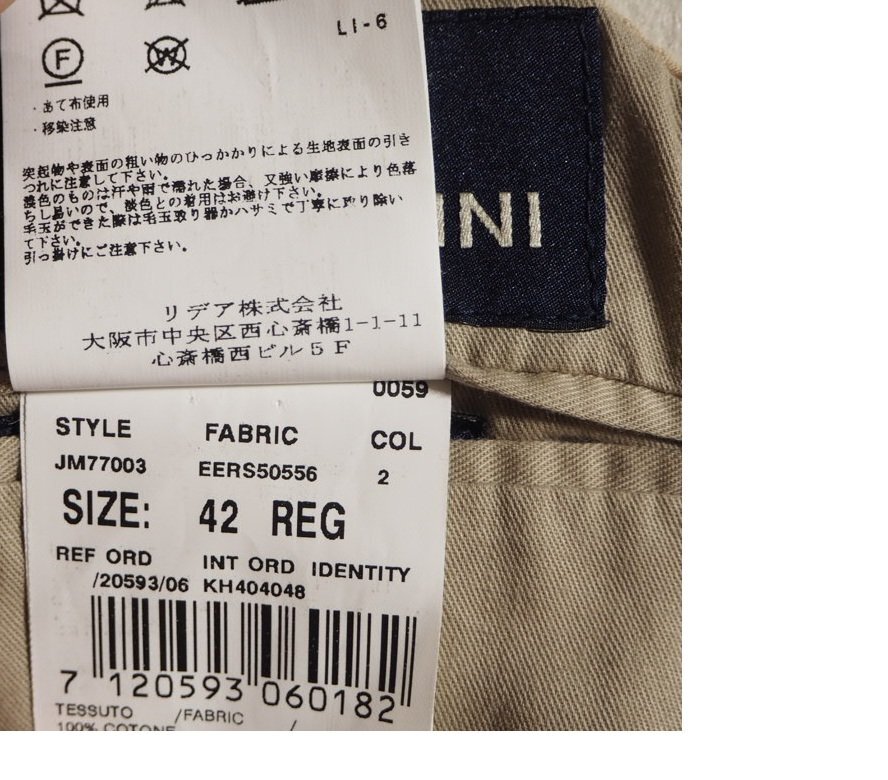 LI-6
F
W
・あて布使用
・移染注意
突起物や表面の粗い物のひっかかりによる生地表面の引き
つれに注意して下さい。
濃色のものは汗や雨で濡れた場合、又強い摩擦により色落
ちし易いので、淡色との着用はお避け下さい。
毛玉ができた際は毛玉取り器かハサミで丁寧に取り除い
て下さい。
引っ掛けにご注意下さい。
リデア株式会社
大阪市中央区西心斎橋1-1-11
心斎橋西ビル5F
INI
0059
STYLE FABRIC COL
JM77003 EERS50556 2
SIZE: 42 REG
REF ORD INT ORD IDENTITY
/20593/06 KH404048
7 120593 060182
TESSUTO /FABRIC /
100% COTONE